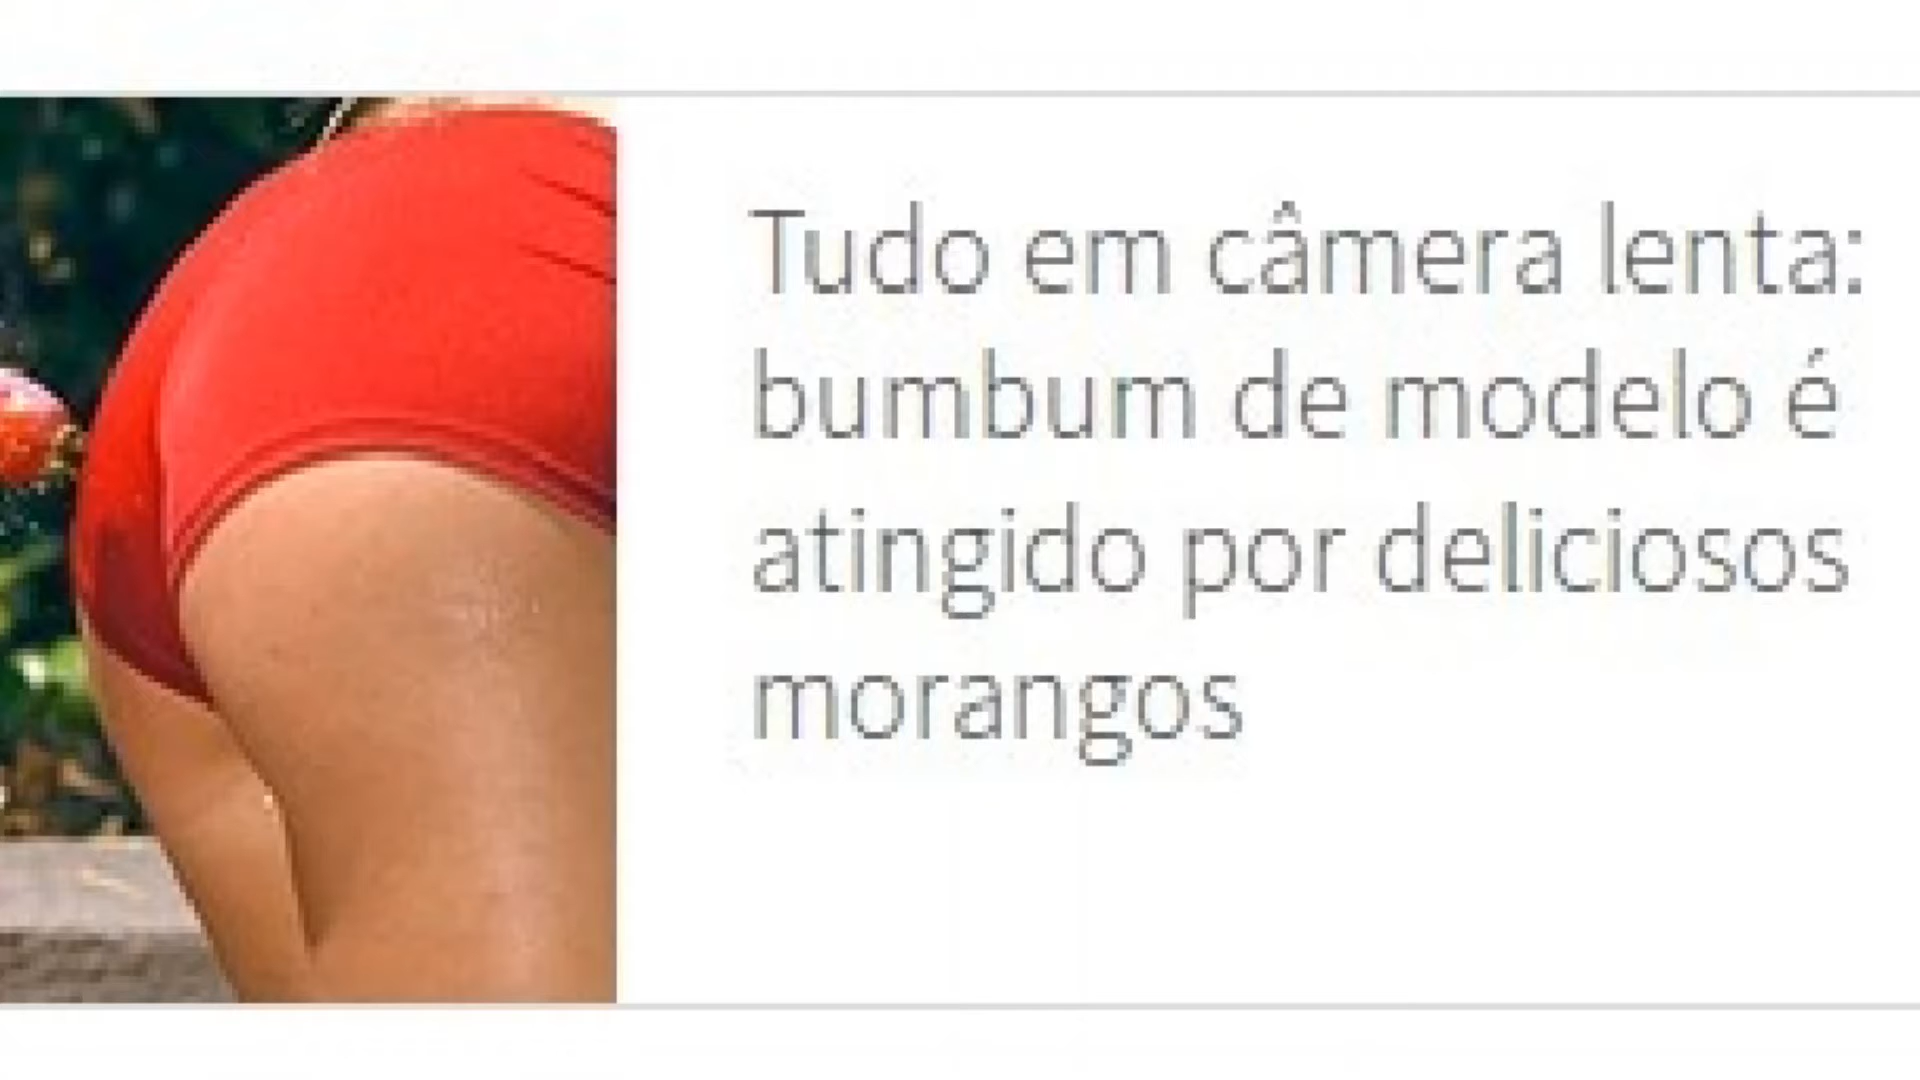 Tudo em câmera lenta:
bumbum de modelo é
atingido por deliciosos
morangos